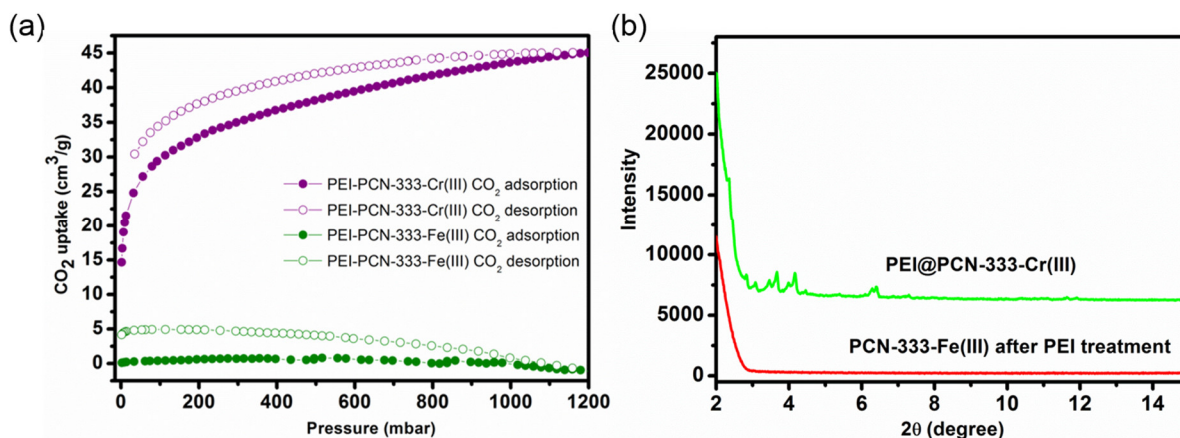 (a)
CO2 uptake (cm3/g)
45
40
35
30
25
20
15
10
5
0
PEI-PCN-333-Cr(III) CO2 adsorption
PEI-PCN-333-Cr(III) CO2 desorption
PEI-PCN-333-Fe(III) CO2 adsorption
PEI-PCN-333-Fe(III) CO2 desorption
0 200 400 600 800 1000 1200
Pressure (mbar)
(b)
Intensity
25000
20000
15000
10000
5000
0
PEI@PCN-333-Cr(III)
PCN-333-Fe(III) after PEI treatment
2 4 6 8 10 12 14
2θ (degree)